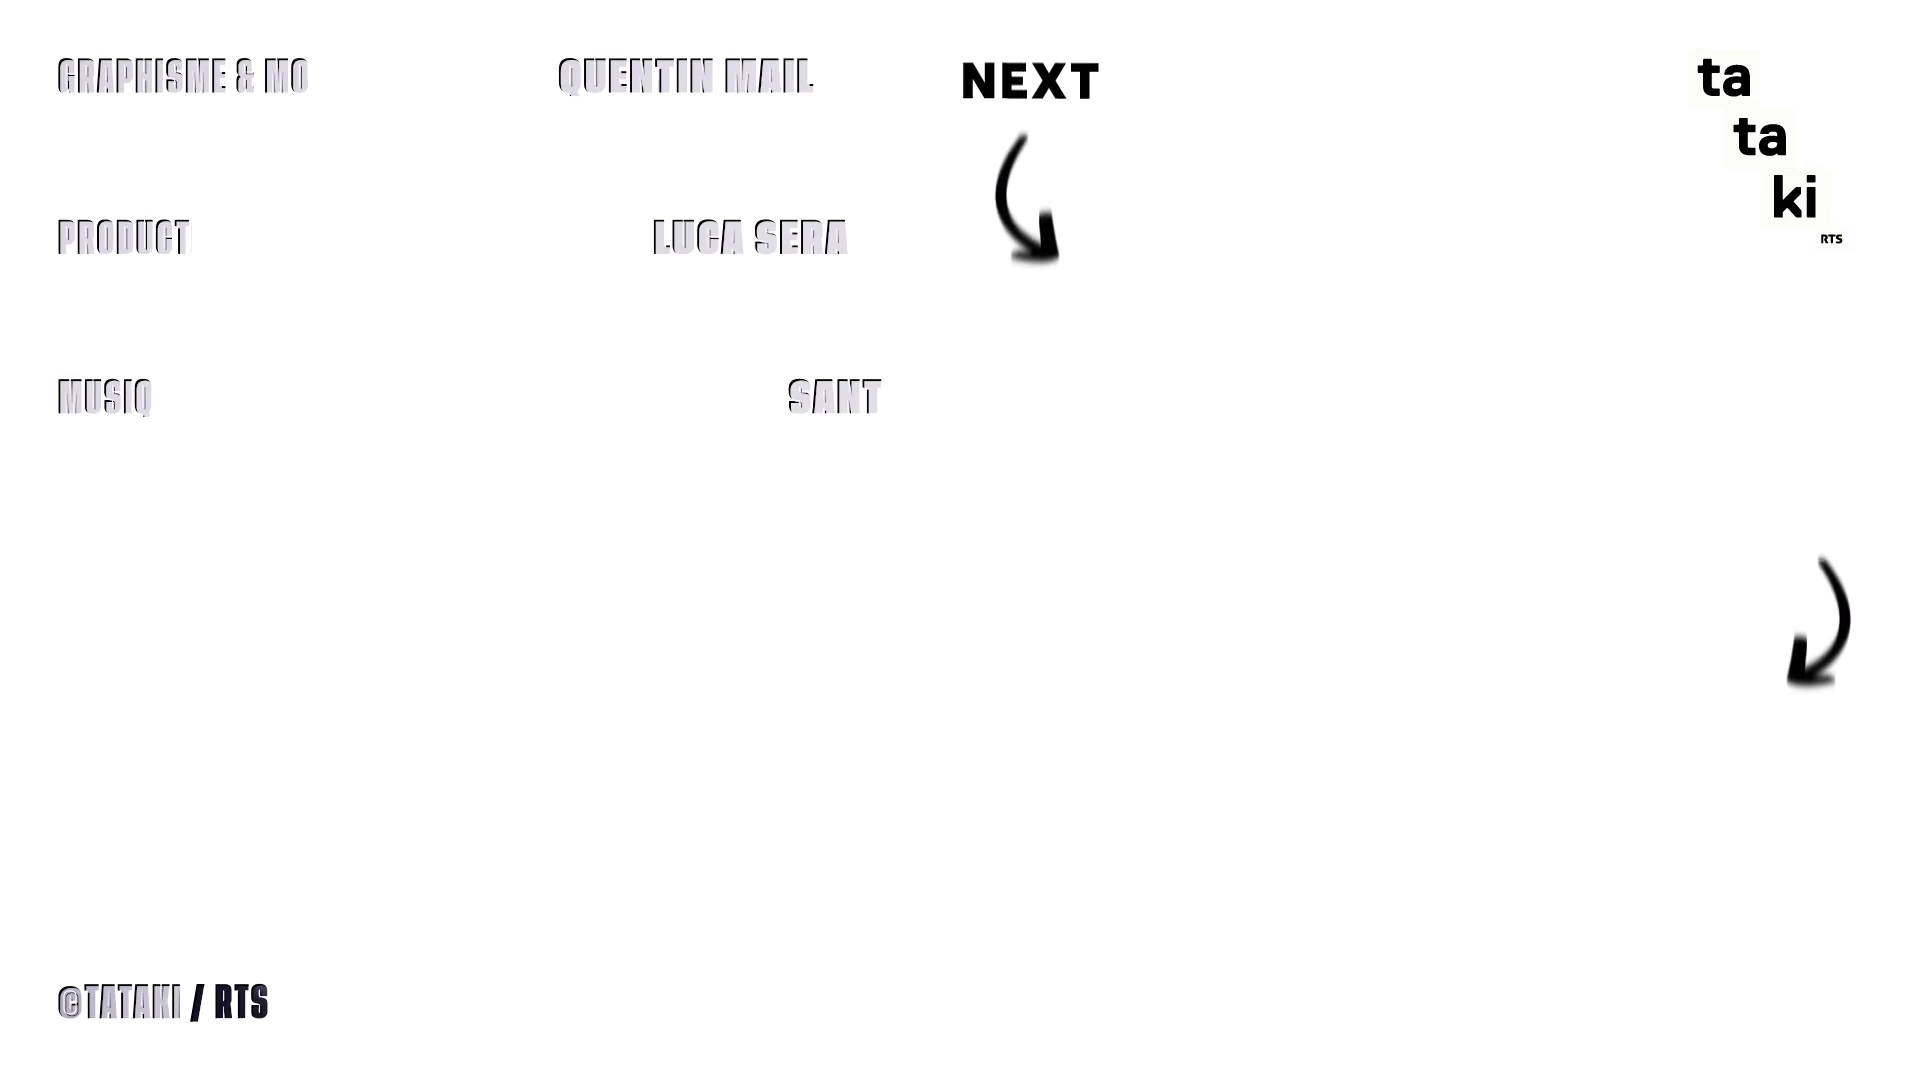 GRAPHISME & MO
QUENTIN MAIL
PRODUCT
LUCA SERA
MUSIQ
SANT
©TATAKI / RTS
NEXT
ta
ta
ki
RTS